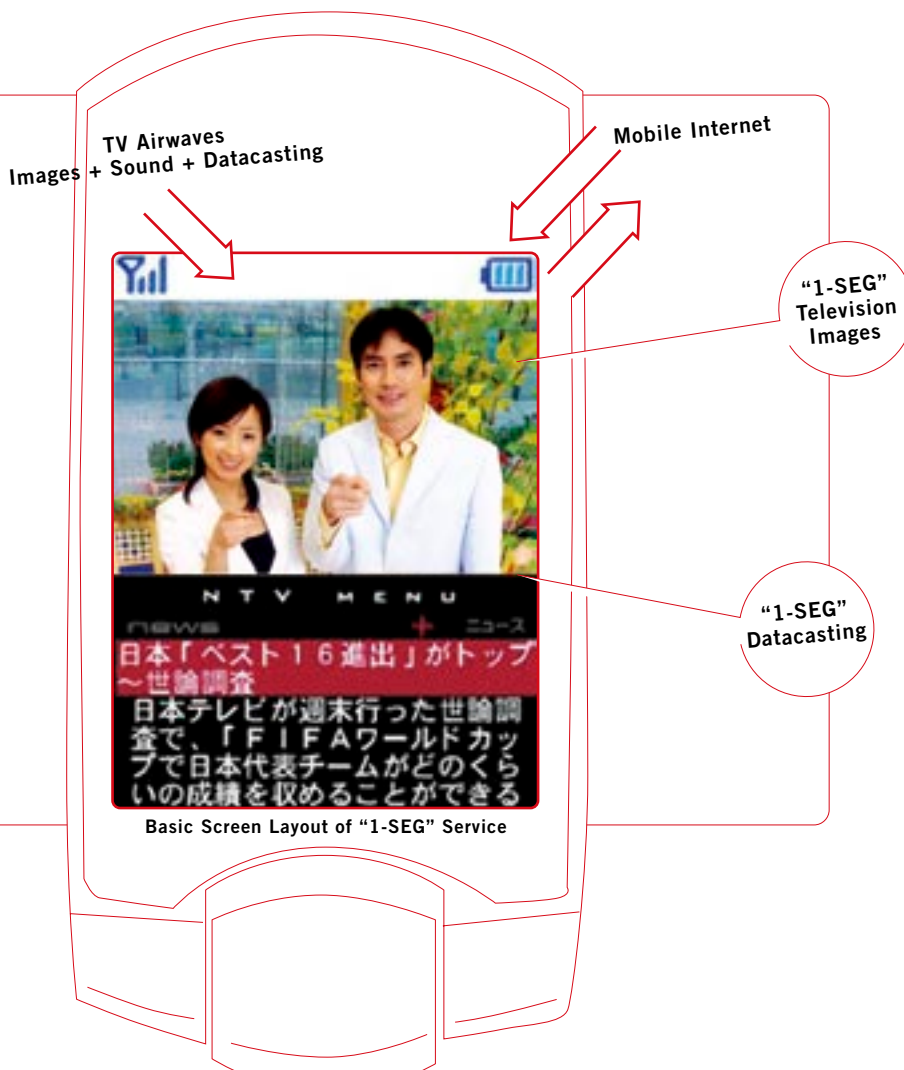 TV Airwaves
Images + Sound + Datacasting
Mobile Internet
“1-SEG”
Television
Images
NTV MENU
news + ニュース
日本「ベスト１６進出」がトップ
～世論調査
日本テレビが週末行った世論調
査で、「ＦＩＦＡワールドカッ
プで日本代表チームがどのくら
いの成績を収めることができる
“1-SEG”
Datacasting
Basic Screen Layout of “1-SEG” Service